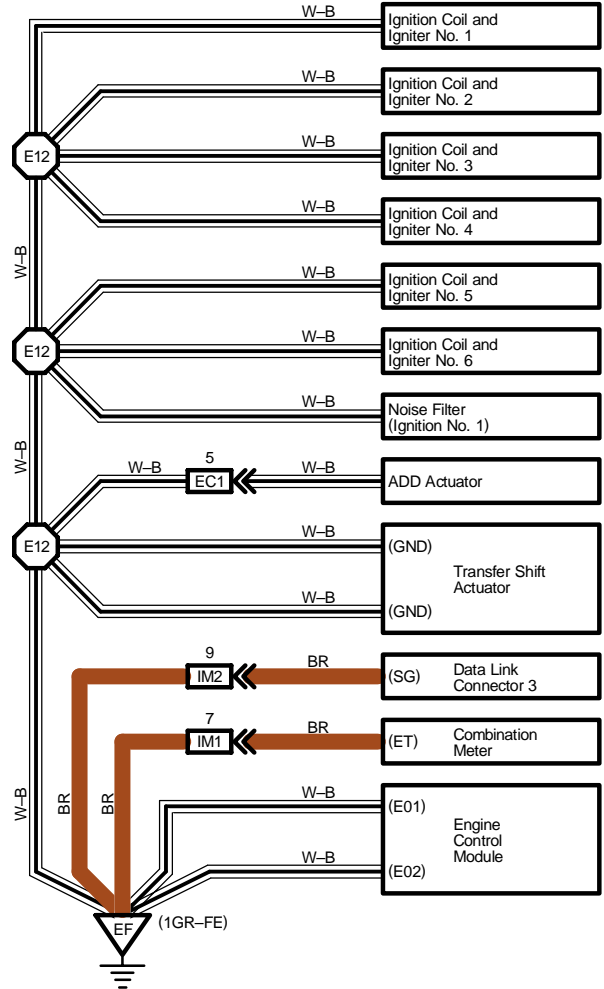 W–B
Ignition Coil and
Igniter No. 1
W–B
Ignition Coil and
Igniter No. 2
E12
W–B
Ignition Coil and
Igniter No. 3
W–B
Ignition Coil and
Igniter No. 4
W–B
W–B
Ignition Coil and
Igniter No. 5
E12
W–B
Ignition Coil and
Igniter No. 6
W–B
Noise Filter
(Ignition No. 1)
W–B
W–B
5
EC1
W–B
ADD Actuator
E12
W–B
(GND)
Transfer Shift
Actuator
W–B
(GND)
9
IM2
BR
(SG)
Data Link
Connector 3
7
IM1
BR
(ET)
Combination
Meter
W–B
BR
BR
W–B
(E01)
Engine
Control
Module
W–B
(E02)
EF
(1GR–FE)